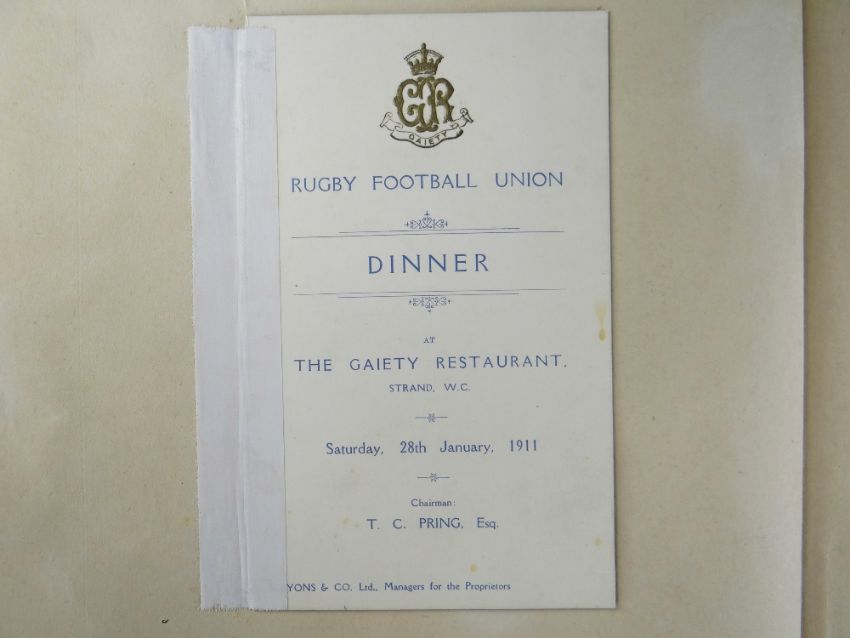 GR
GAIETY
RUGBY FOOTBALL UNION
DINNER
AT
THE GAIETY RESTAURANT,
STRAND, W.C.
Saturday, 28th January, 1911
Chairman:
T. C. PRING, Esq.
YONS & CO. Ltd., Managers for the Proprietors